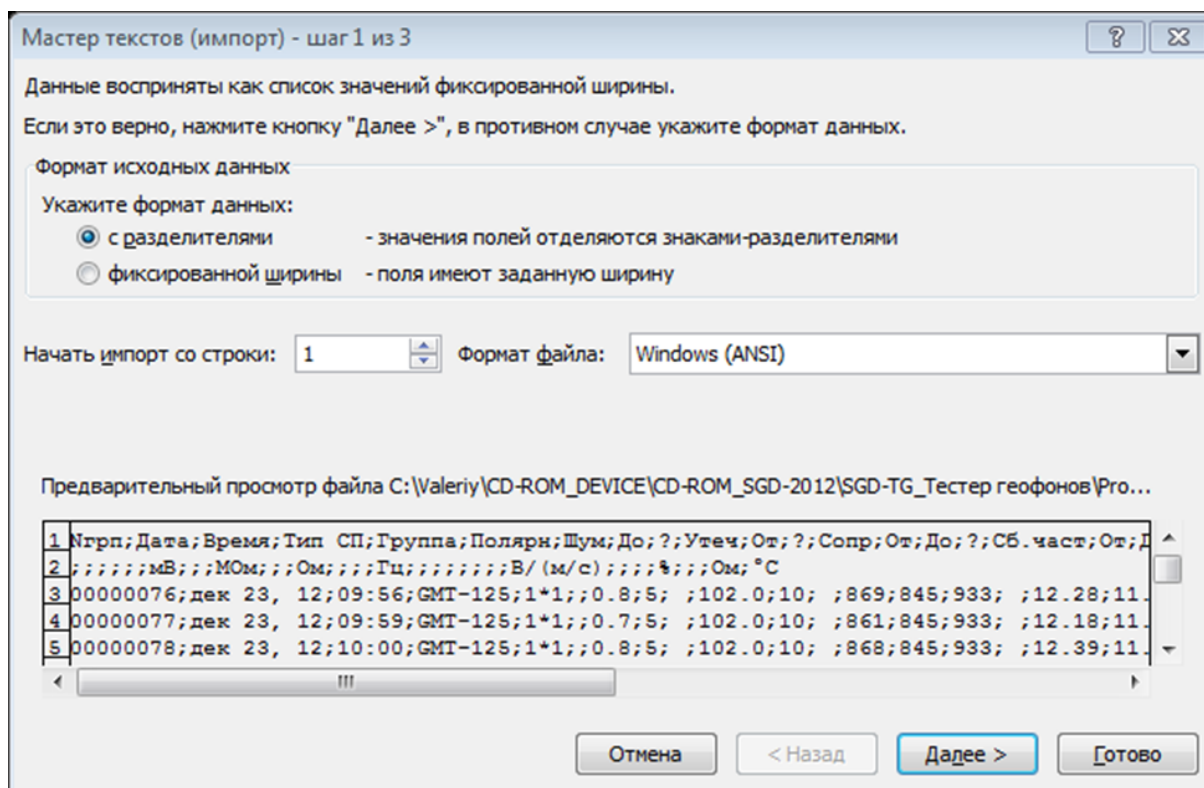 Мастер текстов (импорт) - шаг 1 из 3
Данные восприняты как список значений фиксированной ширины.
Если это верно, нажмите кнопку "Далее >", в противном случае укажите формат данных.
Формат исходных данных
Укажите формат данных:
с разделителями - значения полей отделяются знаками-разделителями
фиксированной ширины - поля имеют заданную ширину
Начать импорт со строки: 1 Формат файла: Windows (ANSI)
Предварительный просмотр файла C:\Valeriy\CD-ROM_DEVICE\CD-ROM_SGD-2012\SGD-TG_Тестер геофонов\Pro...
1 Nгрп;Дата;Время;Тип СП;Группа;Полярн;Шум;До;?;Утеч;От;?;Сопр;От;До;?;Сб.част;От;Д
2 ;;;;;;мВ;;;МОм;;;Ом;;;;Гц;;;;;;;;В/(м/с);;;;%;;;Ом;°C
3 00000076;дек 23, 12;09:56;GMT-125;1*1;;0.8;5; ;102.0;10; ;869;845;933; ;12.28;11.
4 00000077;дек 23, 12;09:59;GMT-125;1*1;;0.7;5; ;102.0;10; ;861;845;933; ;12.18;11.
5 00000078;дек 23, 12;10:00;GMT-125;1*1;;0.8;5; ;102.0;10; ;868;845;933; ;12.39;11.
Отмена < Назад Далее > Готово